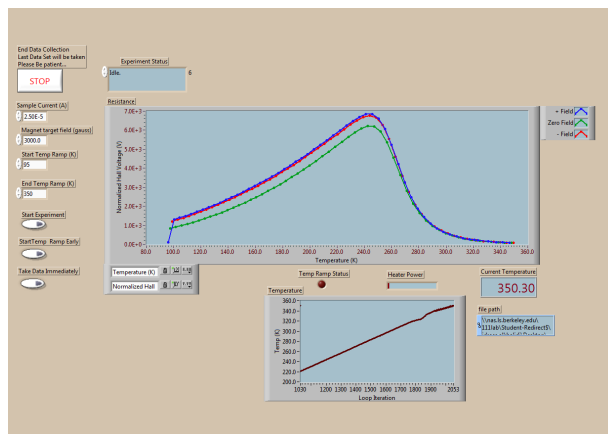 End Data Collection
Last Data Set will be taken
Please Be patient...
STOP
Experiment Status
Idle.
6
Sample Current (A)
2.50E-5
Magnet target field (gauss)
3000.0
Start Temp Ramp (K)
95
End Temp Ramp (K)
350
Start Experiment
StartTemp Ramp Early
Take Data Immediately
Resistance
7.0E+3
6.0E+3
5.0E+3
4.0E+3
3.0E+3
2.0E+3
1.0E+3
0.0E+0
Normalized Hall Voltage (V)
80.0 100.0 120.0 140.0 160.0 180.0 200.0 220.0 240.0 260.0 280.0 300.0 320.0 340.0 360.0
Temperature (K)
+ Field
Zero Field
- Field
Temperature (K)
Normalized Hall
Temp Ramp Status
Heater Power
Current Temperature
350.30
Temperature
360.0
340.0
320.0
300.0
280.0
260.0
240.0
220.0
200.0
Temp (K)
1030 1200 1300 1400 1500 1600 1700 1800 1900 2053
Loop Iteration
file path
\\nas.ls.berkeley.edu\
111lab\Student-Redirect$\